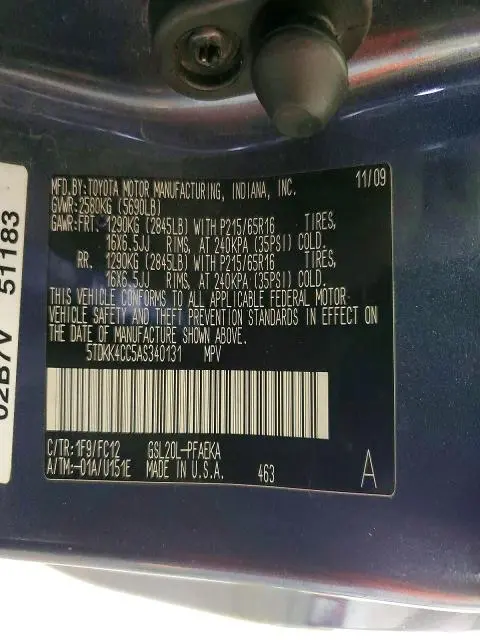 MFD.BY:TOYOTA MOTOR MANUFACTURING, INDIANA, INC. 11/09
GVWR:2580KG (5690LB)
GAWR-FRT. 1290KG (2845LB) WITH P215/65R16 TIRES,
16X6.5JJ RIMS, AT 240KPA (35PSI) COLD.
RR. 1290KG (2845LB) WITH P215/65R16 TIRES,
16X6.5JJ RIMS, AT 240KPA (35PSI) COLD.
THIS VEHICLE CONFORMS TO ALL APPLICABLE FEDERAL MOTOR
VEHICLE SAFETY AND THEFT PREVENTION STANDARDS IN EFFECT ON
THE DATE OF MANUFACTURE SHOWN ABOVE.
5TDKK4CC5AS340131 MPV
C/TR:1F9/FC12 GSL20L-PFAEKA
A/TM:-01A/U151E MADE IN U.S.A. 463 A
02B7V 51183